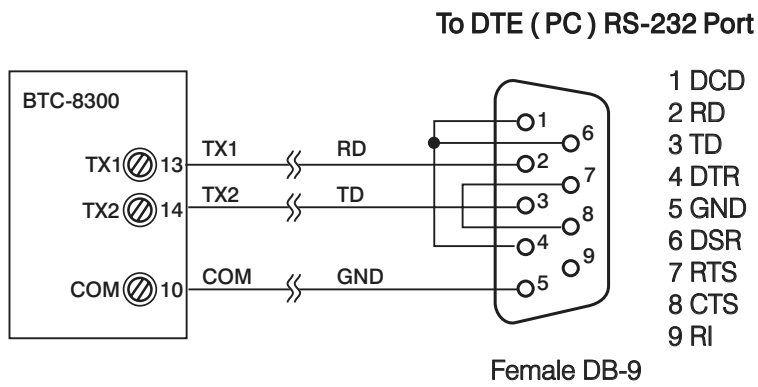 To DTE ( PC ) RS-232 Port
BTC-8300
TX1 13 TX1 RD
TX2 14 TX2 TD
COM 10 COM GND
1
6
2
7
3
8
4
9
5
1 DCD
2 RD
3 TD
4 DTR
5 GND
6 DSR
7 RTS
8 CTS
9 RI
Female DB-9